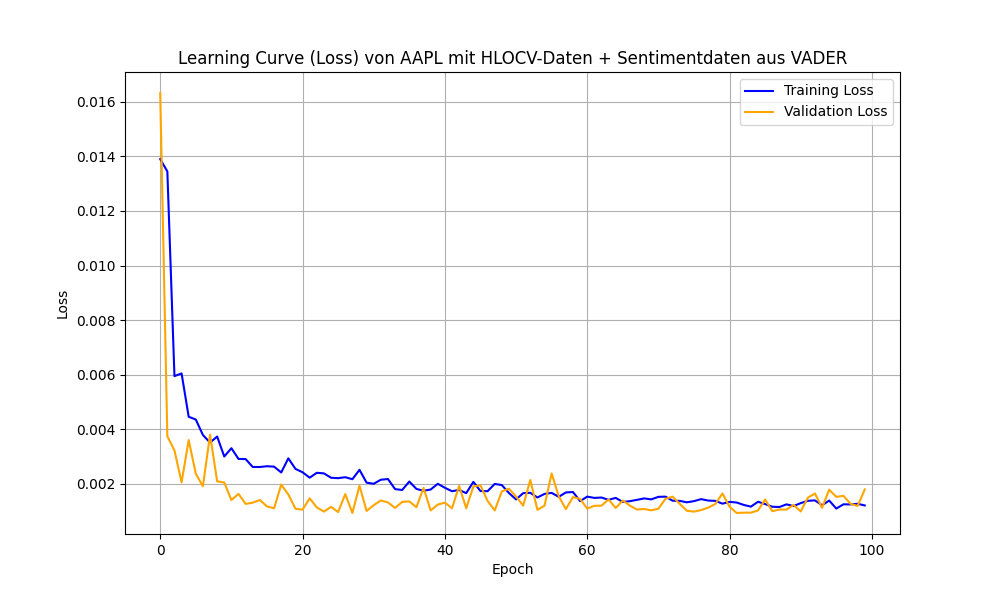 Learning Curve (Loss) von AAPL mit HLOCV-Daten + Sentimentdaten aus VADER
Training Loss
Validation Loss
0.016
0.014
0.012
0.010
0.008
0.006
0.004
0.002
Loss
0 20 40 60 80 100
Epoch